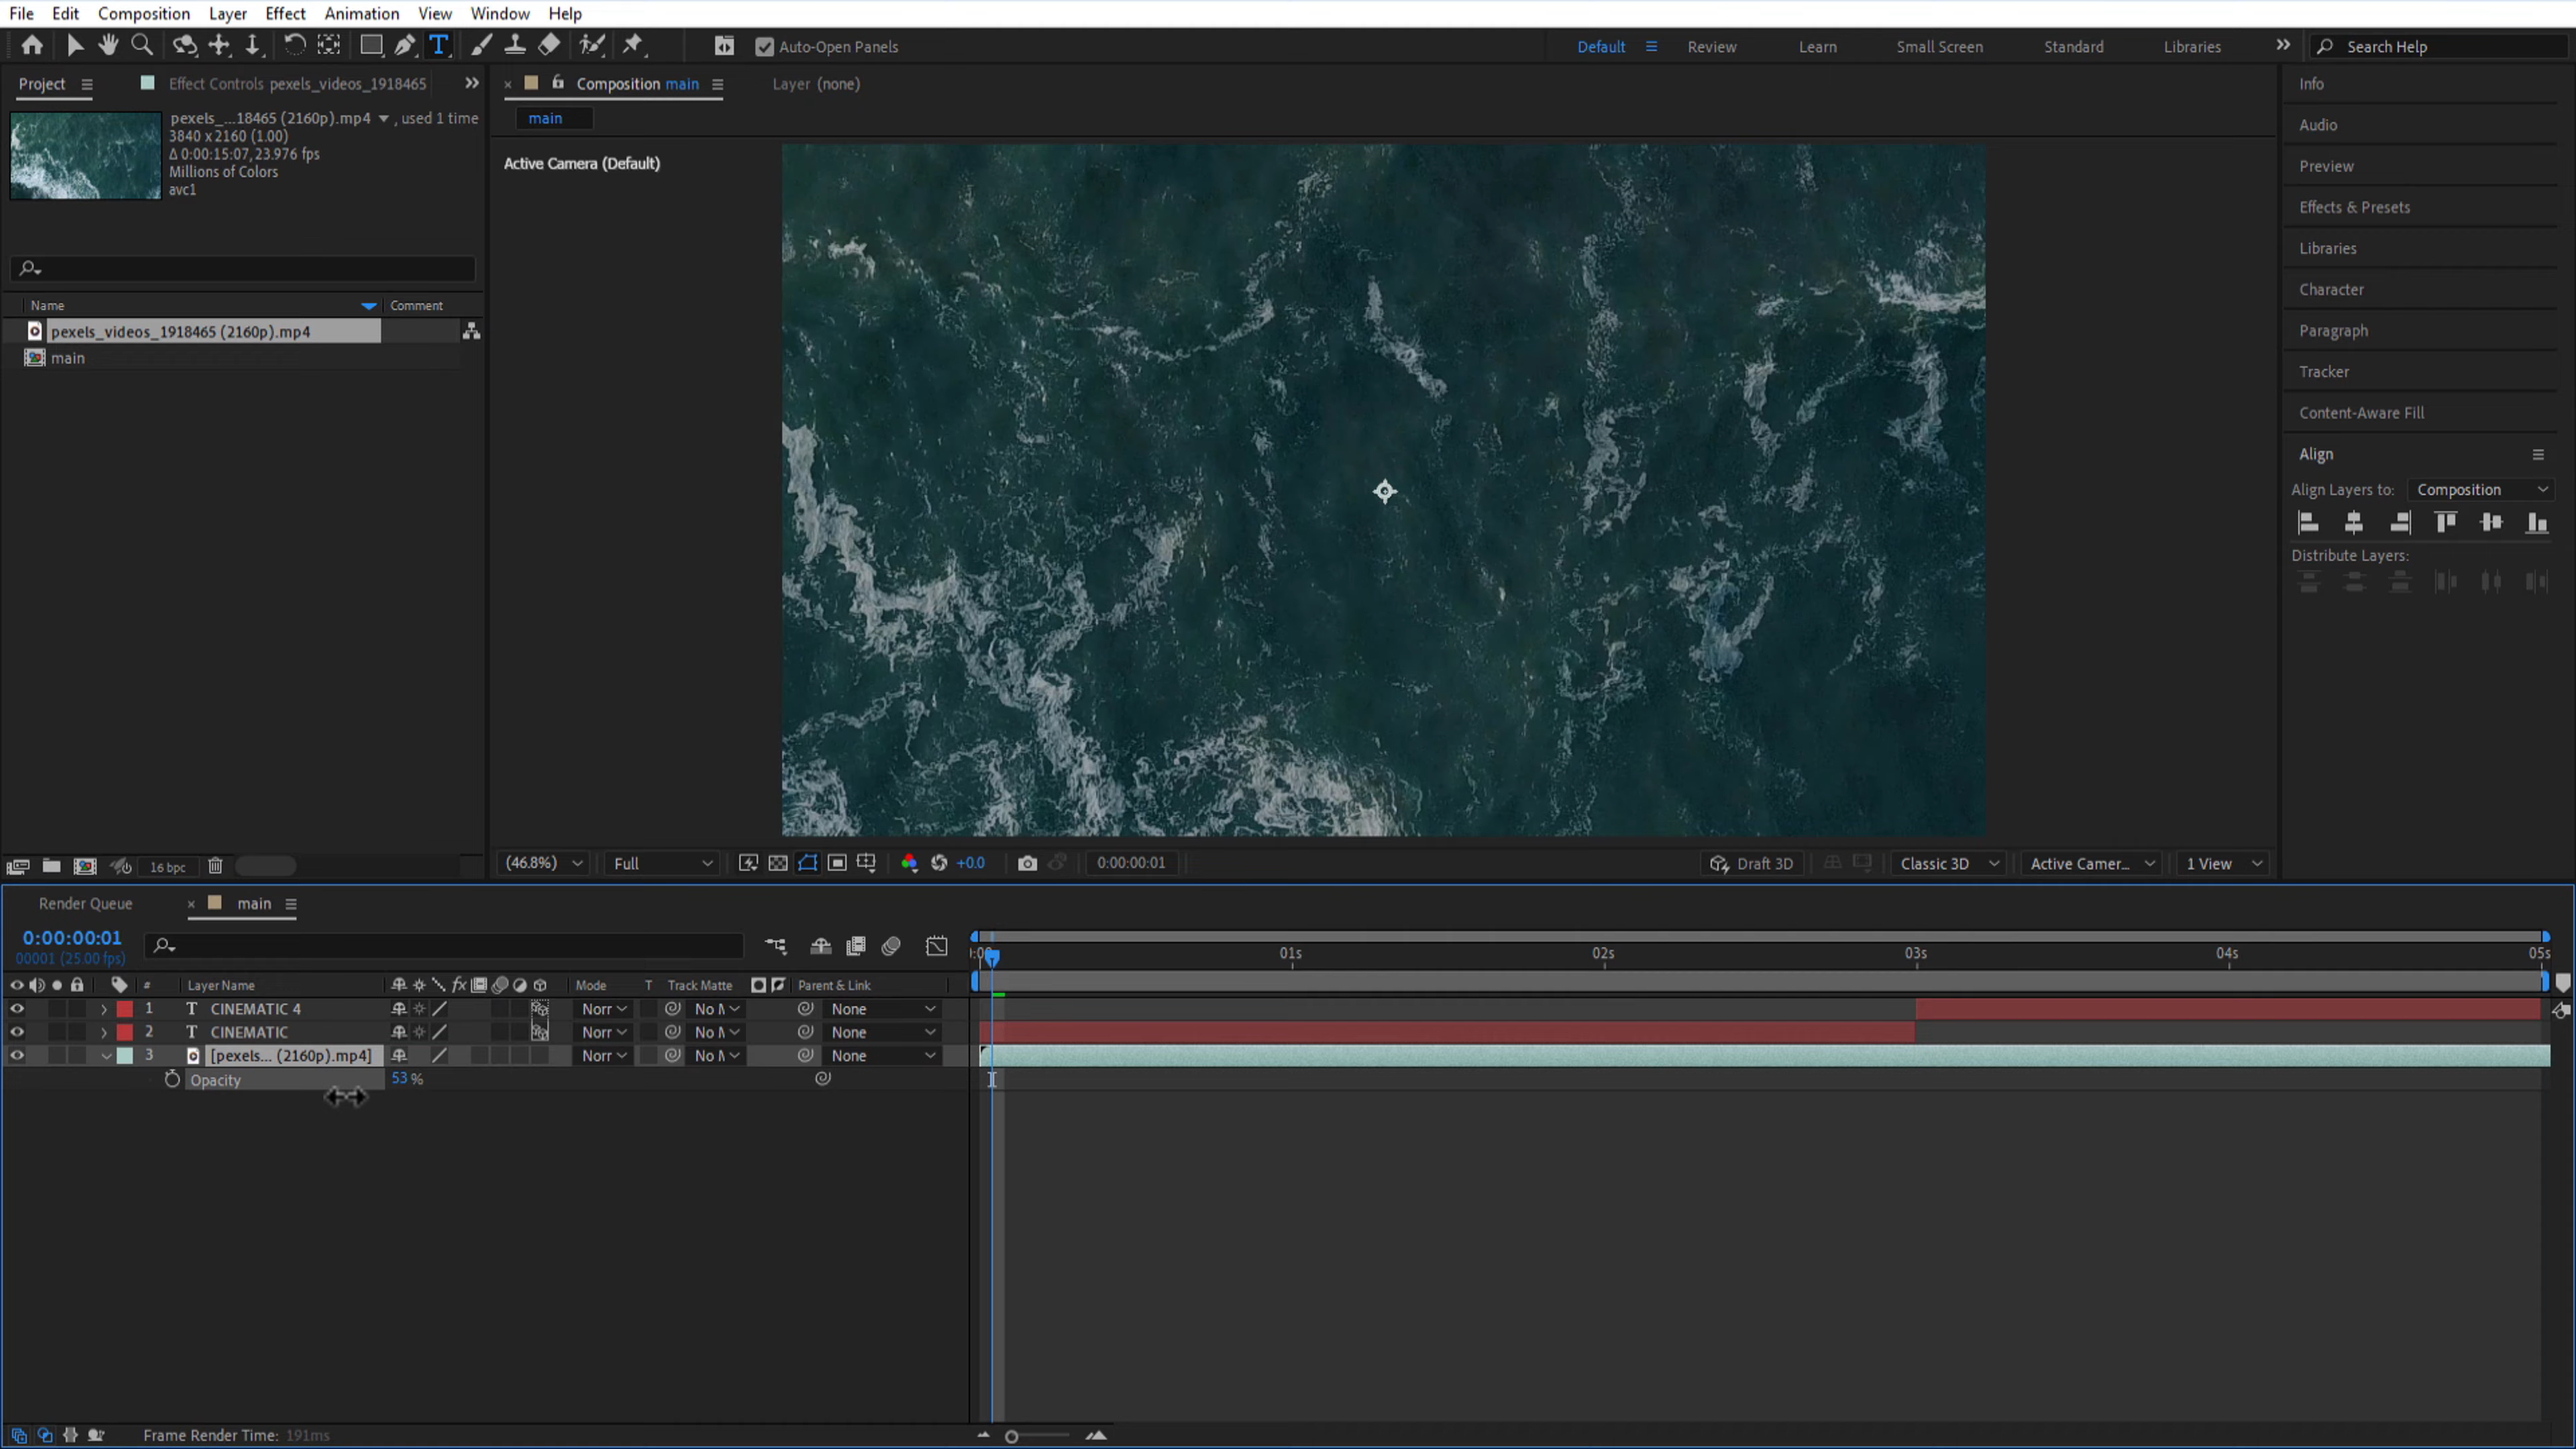 File Edit Composition Layer Effect Animation View Window Help
T Auto-Open Panels Default Review Learn Small Screen Standard Libraries Search Help
Project Effect Controls pexels_videos_1918465
Composition main Layer (none)
main
pexels_...18465 (2160p).mp4 , used 1 time
3840 x 2160 (1.00)
Δ 0:00:15:07, 23.976 fps
Millions of Colors
avc1
Active Camera (Default)
Name Comment
pexels_videos_1918465 (2160p).mp4
main
Info
Audio
Preview
Effects & Presets
Libraries
Character
Paragraph
Tracker
Content-Aware Fill
Align
Align Layers to: Composition
Distribute Layers:
16 bpc
(46.8%) Full +0.0 0:00:00:01 Draft 3D Classic 3D Active Camer... 1 View
Render Queue main
0:00:00:01
00001 (25.00 fps)
01s 02s 03s 04s 05s
# Layer Name fx Mode T Track Matte Parent & Link
1 T CINEMATIC 4 Norr No None
2 T CINEMATIC Norr No None
3 [pexels... (2160p).mp4] Norr No None
Opacity 53 %
Frame Render Time: 191ms